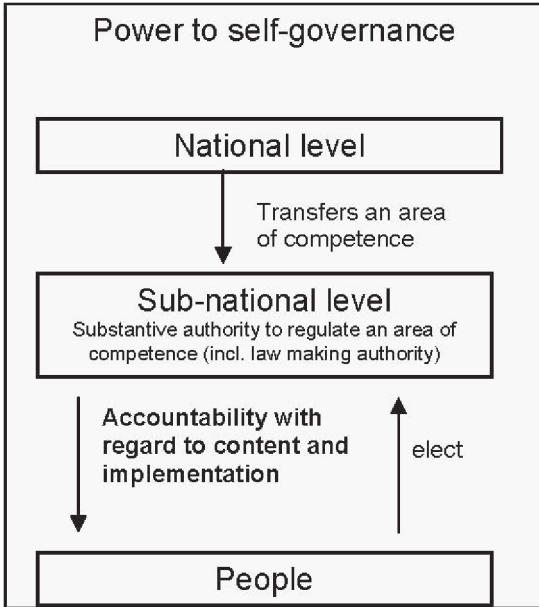 Power to self-governance
National level
Transfers an area
of competence
Sub-national level
Substantive authority to regulate an area of
competence (incl. law making authority)
Accountability with
regard to content and
implementation
elect
People